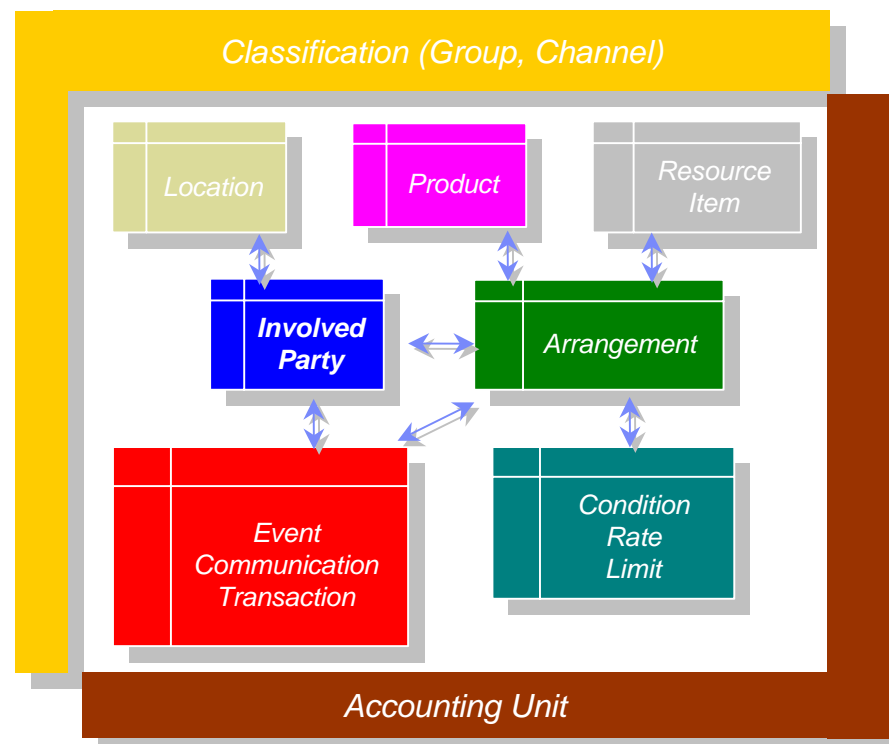 Classification (Group, Channel)
Location
Product
Resource
Item
Involved
Party
Arrangement
Event
Communication
Transaction
Condition
Rate
Limit
Accounting Unit